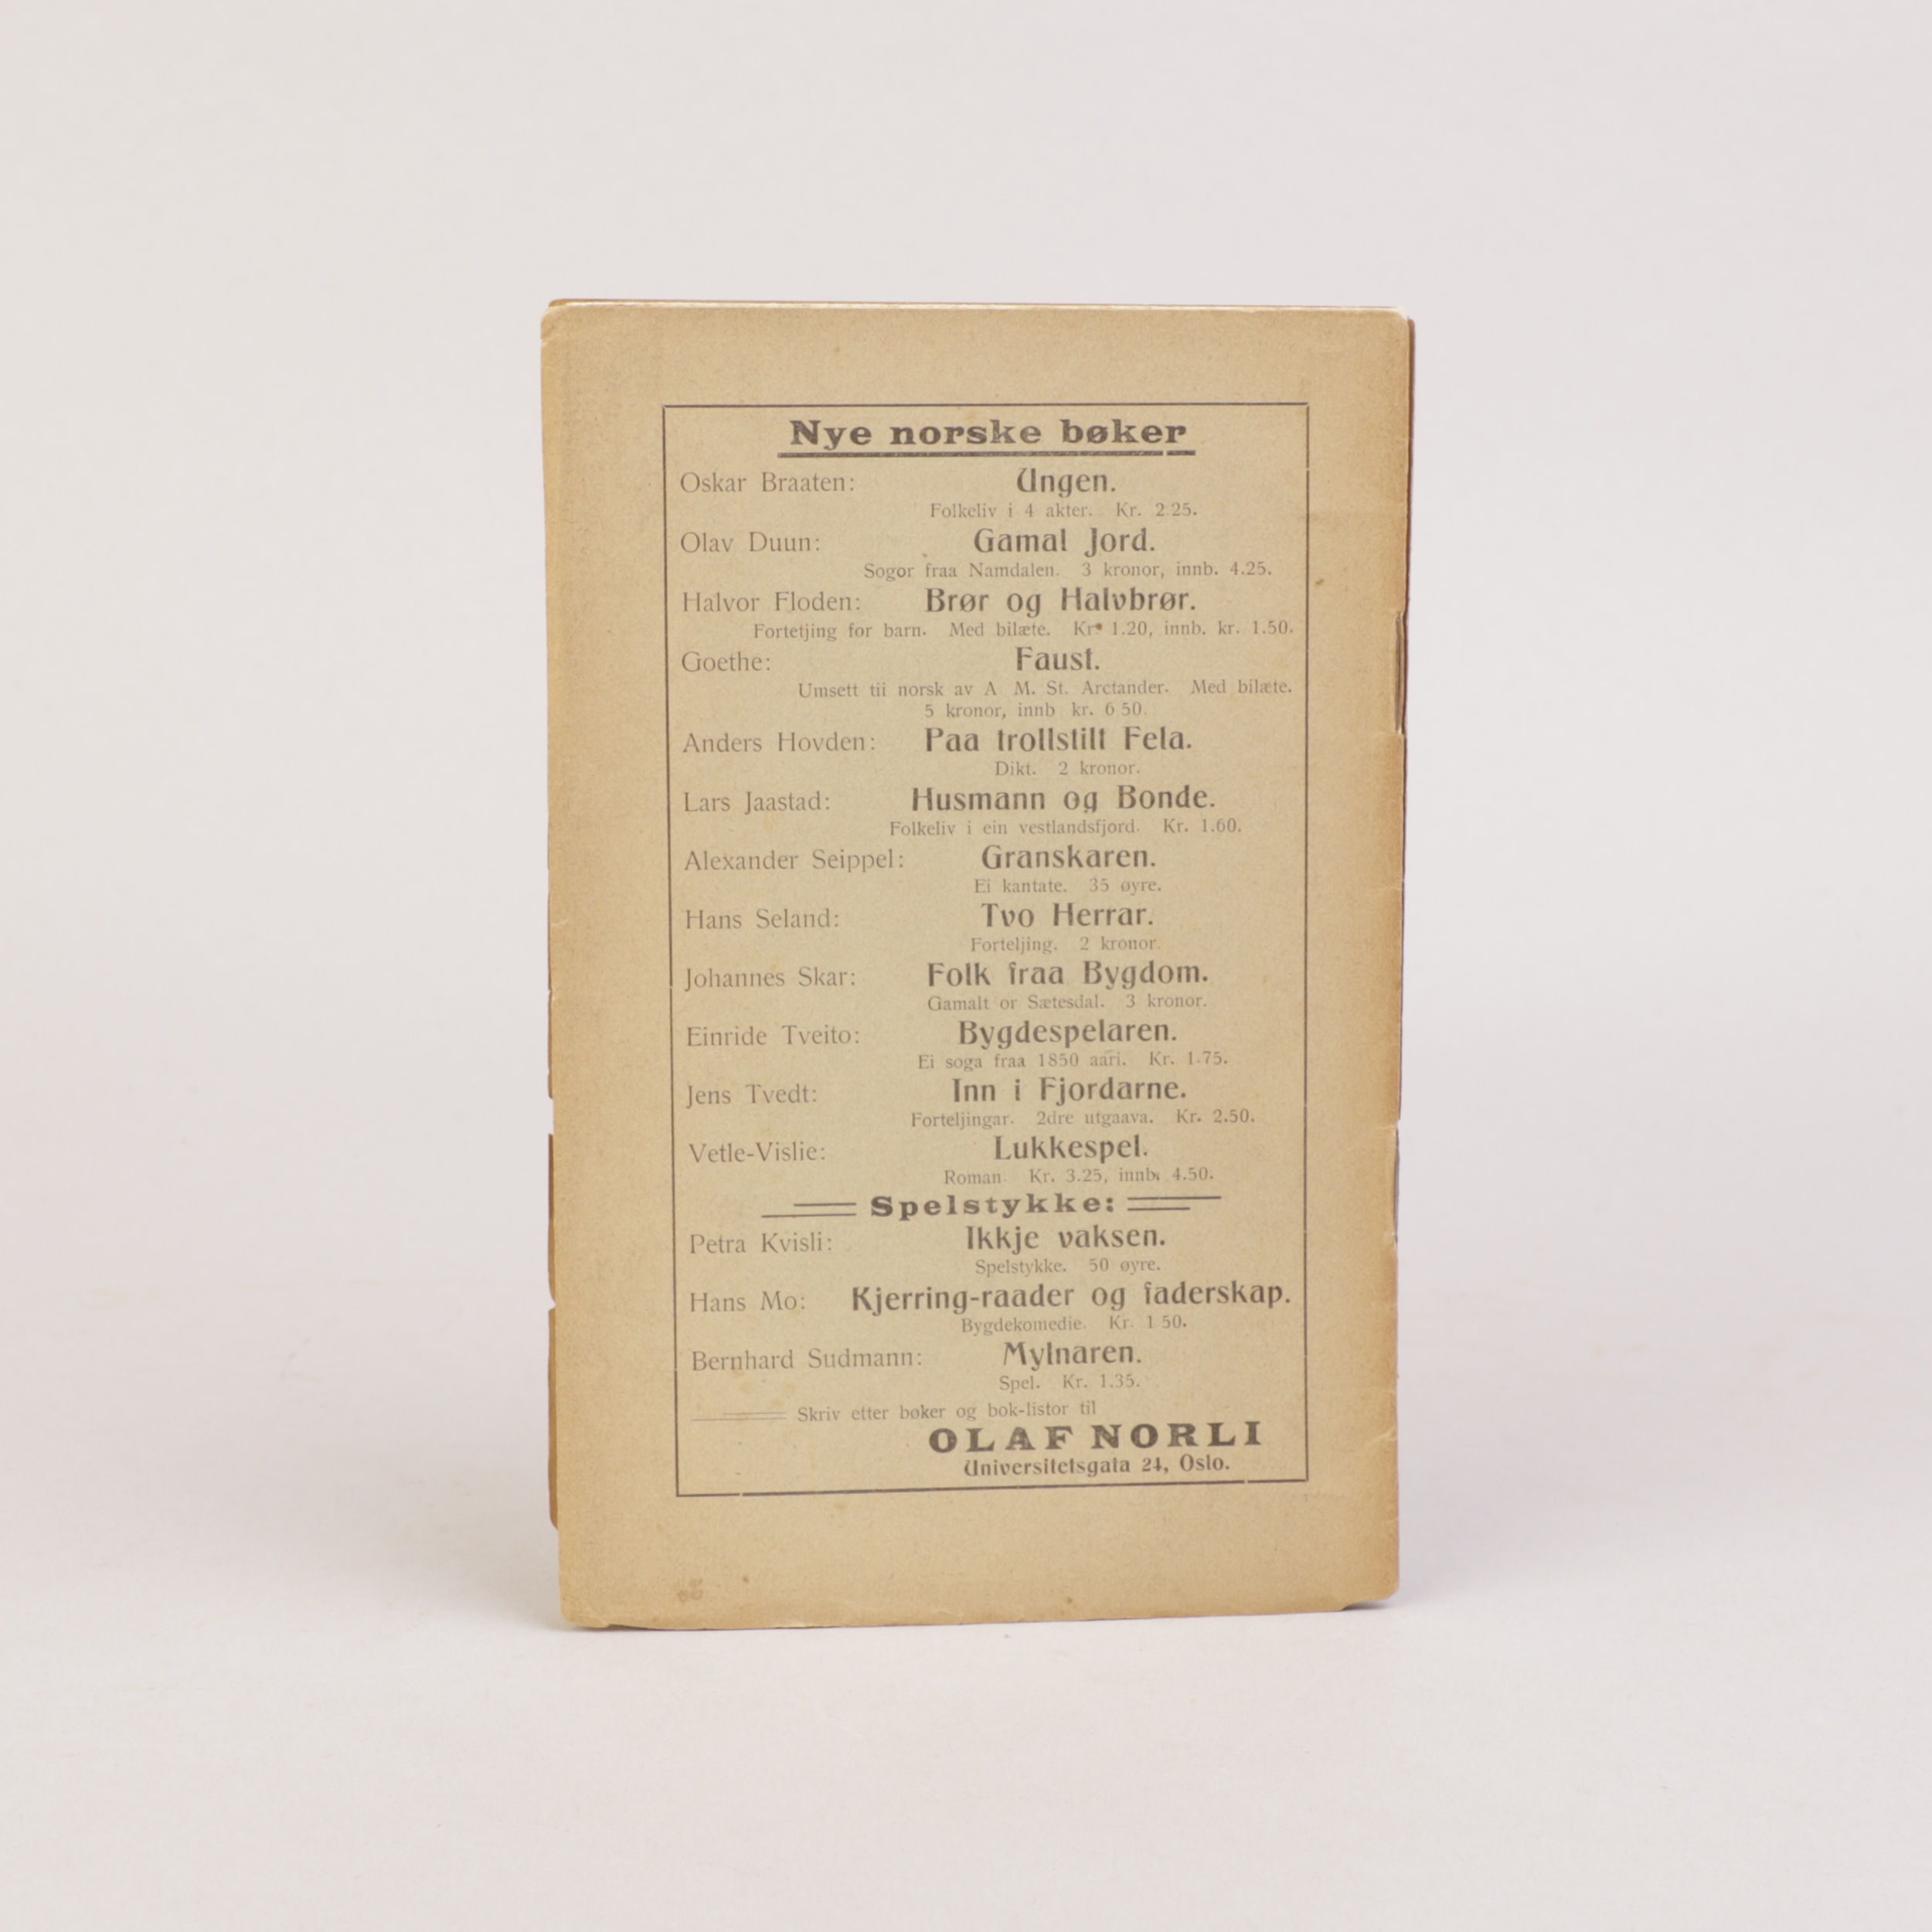 Nye norske bøker
Oskar Braaten: Ungen.
Folkeliv i 4 akter. Kr. 2 25.
Olav Duun: Gamal Jord.
Sogor fraa Namdalen. 3 kronor, innb. 4.25.
Halvor Floden: Brør og Halvbrør.
Fortetjing for barn. Med bilæte. Kr. 1.20, innb. kr. 1.50.
Goethe: Faust.
Umsett tii norsk av A M. St. Arctander. Med bilæte.
5 kronor, innb kr. 6 50.
Anders Hovden: Paa trollstilt Fela.
Dikt. 2 kronor.
Lars Jaastad: Husmann og Bonde.
Folkeliv i ein vestlandsfjord. Kr. 1.60.
Alexander Seippel: Granskaren.
Ei kantate. 35 øyre.
Hans Seland: Tvo Herrar.
Forteljing. 2 kronor.
Johannes Skar: Folk fraa Bygdom.
Gamalt or Sætesdal. 3 kronor.
Einride Tveito: Bygdespelaren.
Ei soga fraa 1850 aari. Kr. 1.75.
Jens Tvedt: Inn i Fjordarne.
Forteljingar. 2dre utgaava. Kr. 2.50.
Vetle-Vislie: Lukkespel.
Roman Kr. 3.25, innb. 4.50.
Spelstykke:
Petra Kvisli: Ikkje vaksen.
Spelstykke. 50 øyre.
Hans Mo: Kjerring-raader og faderskap.
Bygdekomedie. Kr. 1 50.
Bernhard Sudmann: Mylnaren.
Spel. Kr. 1.35.
Skriv etter bøker og bok-listor til
OLAF NORLI
Universitetsgata 24, Oslo.